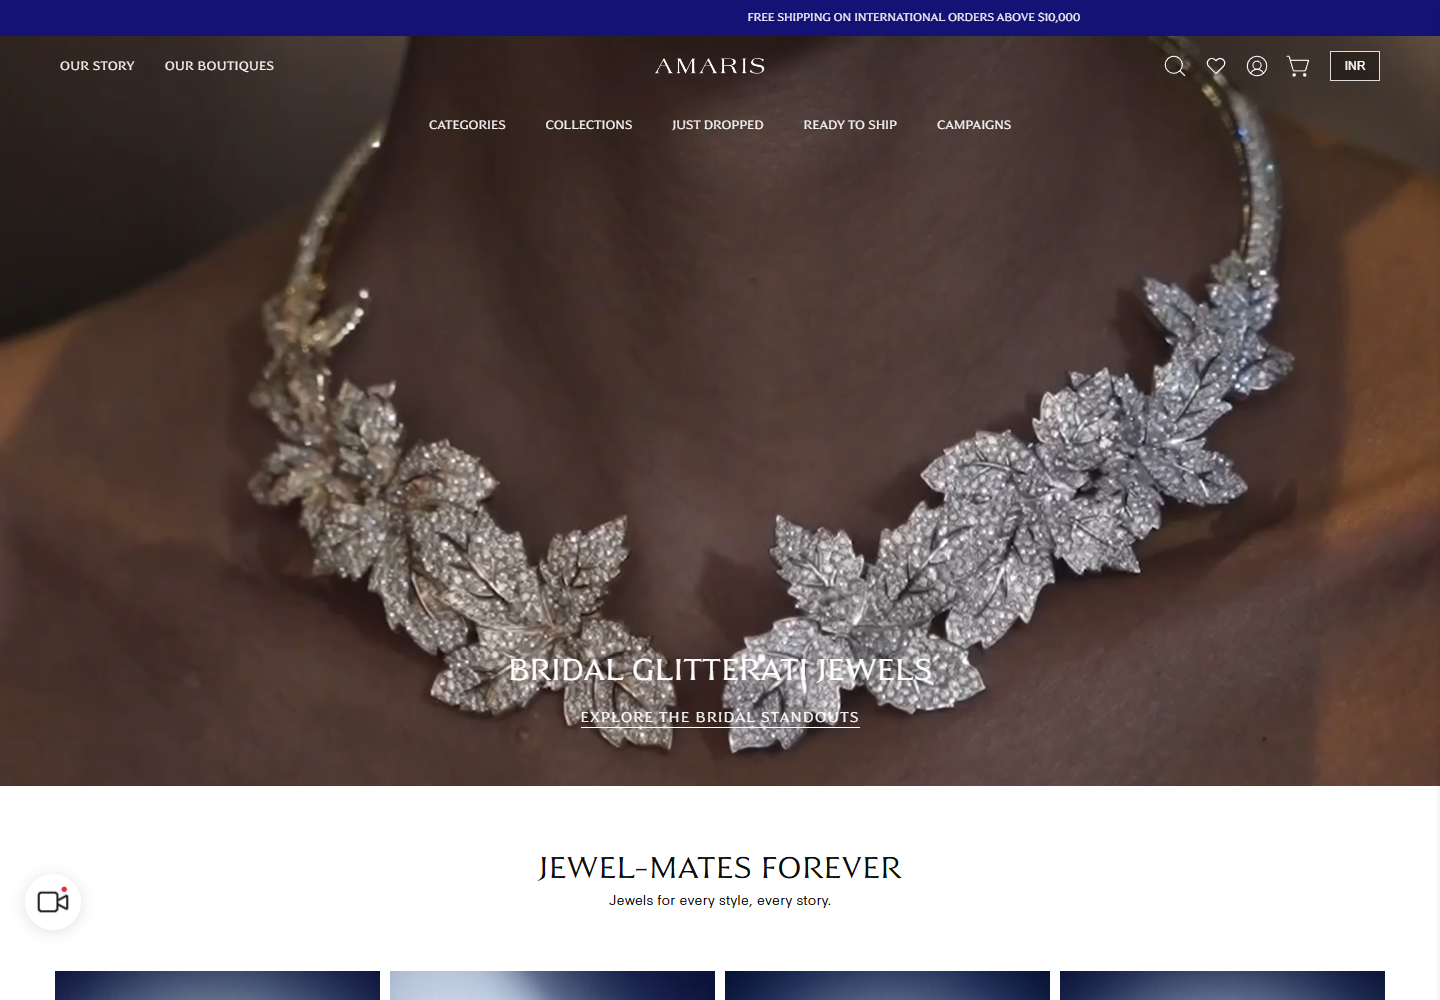 FREE SHIPPING ON INTERNATIONAL ORDERS ABOVE $10,000
OUR STORY
OUR BOUTIQUES
AMARIS
INR
CATEGORIES
COLLECTIONS
JUST DROPPED
READY TO SHIP
CAMPAIGNS
BRIDAL GLITTERATI JEWELS
EXPLORE THE BRIDAL STANDOUTS
JEWEL-MATES FOREVER
Jewels for every style, every story.